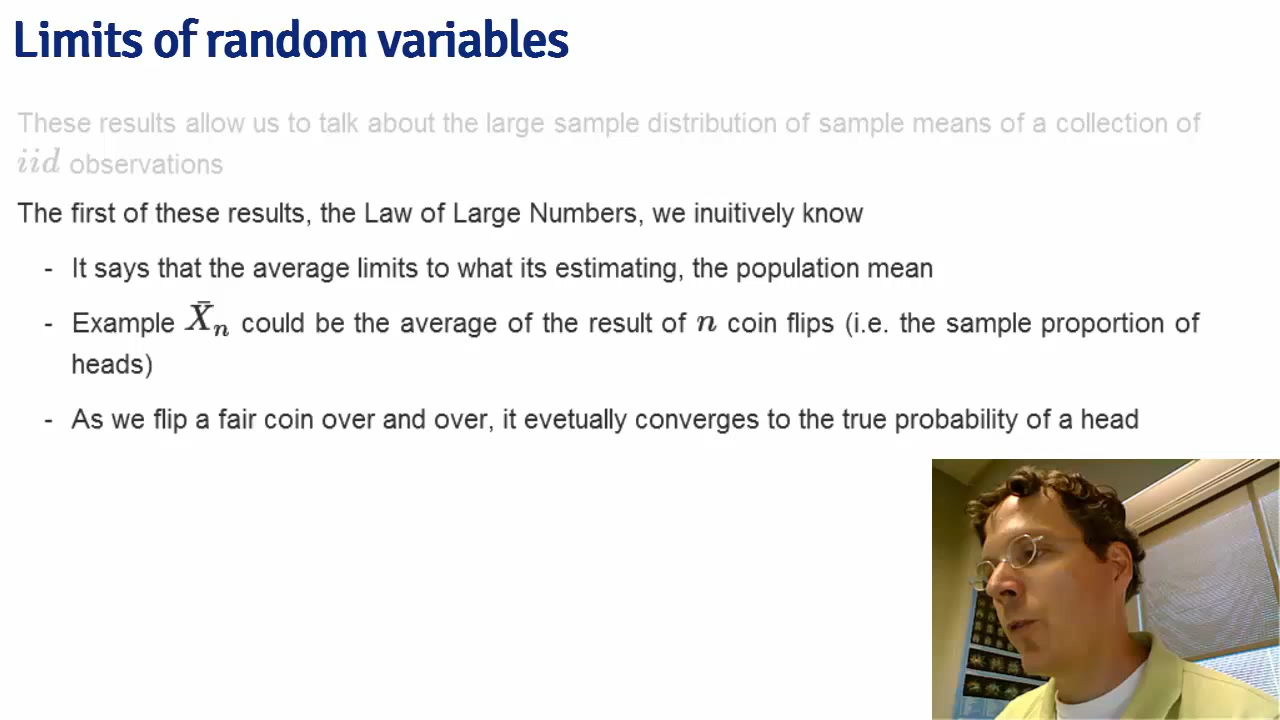 Limits of random variables
These results allow us to talk about the large sample distribution of sample means of a collection of
iid observations
The first of these results, the Law of Large Numbers, we inuitively know
- It says that the average limits to what its estimating, the population mean
- Example X̄ₙ could be the average of the result of n coin flips (i.e. the sample proportion of
heads)
- As we flip a fair coin over and over, it evetually converges to the true probability of a head